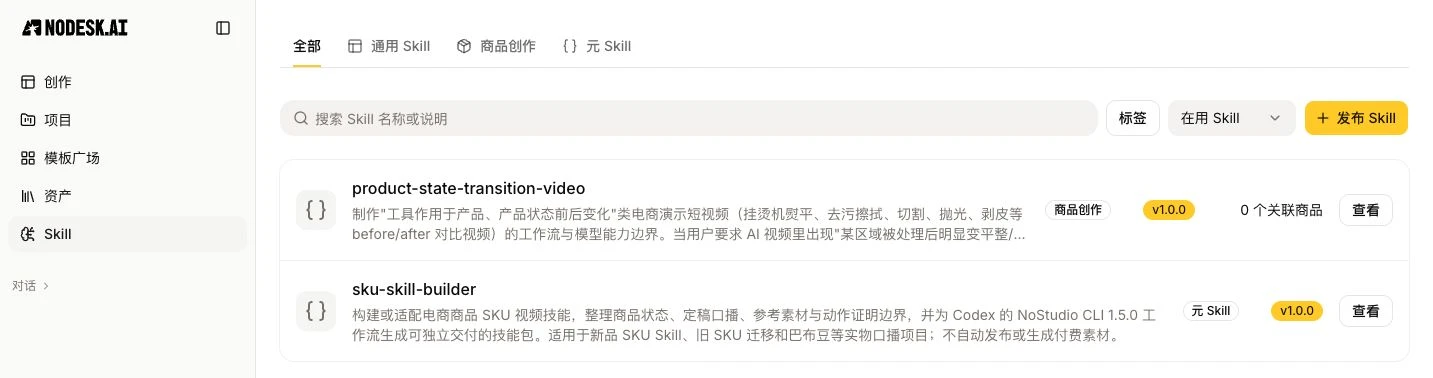 NODESK.AI
全部
通用 Skill
商品创作
{ } 元 Skill
创作
项目
模板广场
资产
Skill
对话 >
搜索 Skill 名称或说明
标签
在用 Skill
+ 发布 Skill
{ }
product-state-transition-video
制作"工具作用于产品、产品状态前后变化"类电商演示短视频（挂烫机熨平、去污擦拭、切割、抛光、剥皮等
before/after 对比视频）的工作流与模型能力边界。当用户要求 AI 视频里出现"某区域被处理后明显变平整/...
商品创作
v1.0.0
0 个关联商品
查看
{ }
sku-skill-builder
构建或适配电商商品 SKU 视频技能，整理商品状态、定稿口播、参考素材与动作证明边界，并为 Codex 的 NoStudio CLI 1.5.0 工
作流生成可独立交付的技能包。适用于新品 SKU Skill、旧 SKU 迁移和巴布豆等实物口播项目；不自动发布或生成付费素材。
元 Skill
v1.0.0
查看